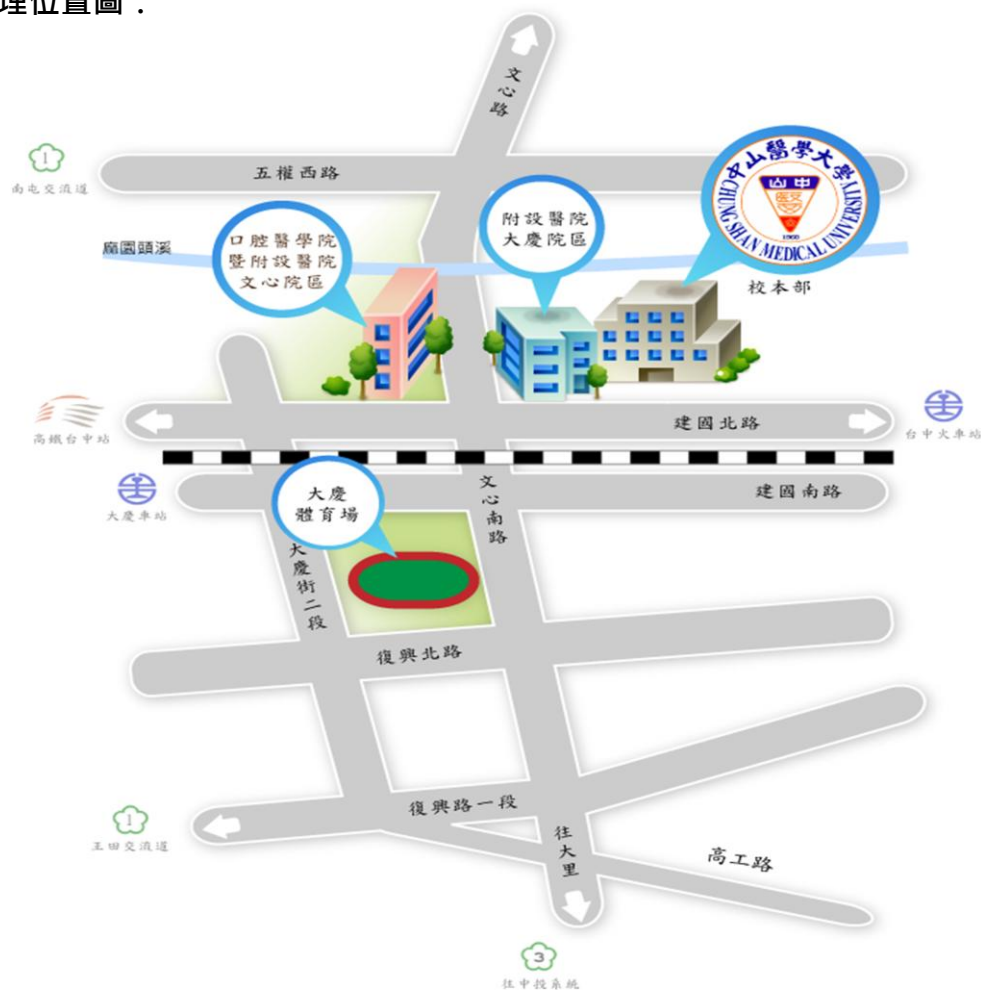 理位置圖：
文心路
1
南屯交流道
五權西路
中山醫學大學
CHUNG SHAN MEDICAL UNIVERSITY
山中
醫
1960
校本部
附設醫院
大慶院區
口腔醫學院
暨附設醫院
文心院區
麻園頭溪
高鐵台中站
建國北路
台中火車站
大慶車站
建國南路
大慶
體育場
文心南路
大慶街二段
復興北路
復興路一段
1
王田交流道
往大里
高工路
3
往中投系統